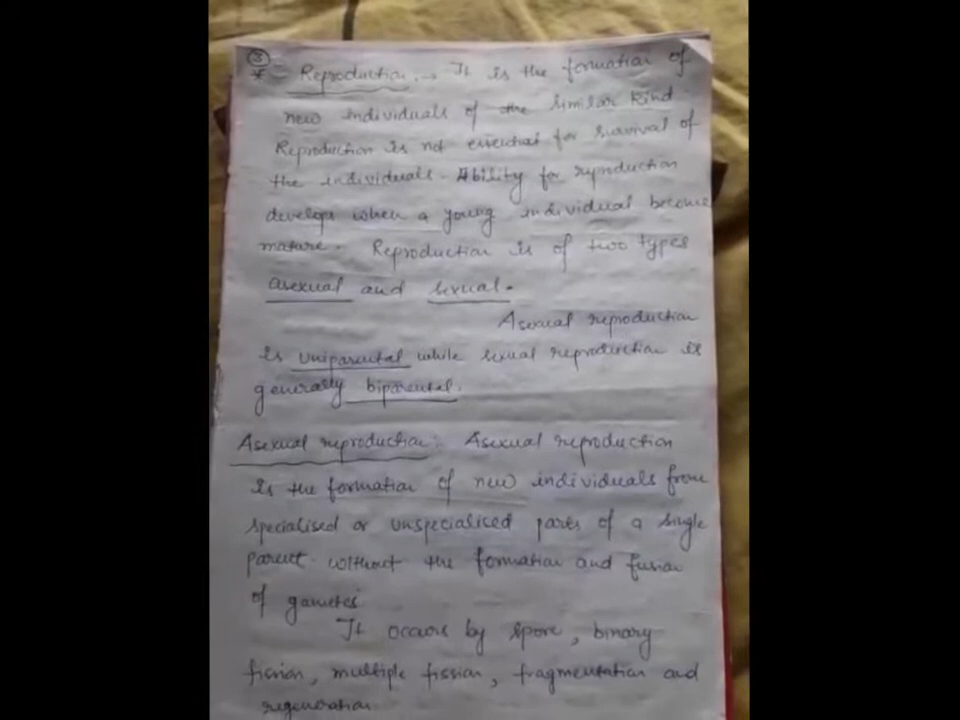 ③
* Reproduction :→ It is the formation of
new individuals of the similar kind.
Reproduction is not essential for survival of
the individuals. Ability for reproduction
develops when a young individual become
mature. Reproduction is of two types
asexual and sexual.
Asexual reproduction
is uniparental while sexual reproduction is
generally biparental.
Asexual reproduction : Asexual reproduction
is the formation of new individuals from
specialised or unspecialised parts of a single
parent without the formation and fusion
of gametes.
It occurs by spore, binary
fission, multiple fission, fragmentation and
regeneration.